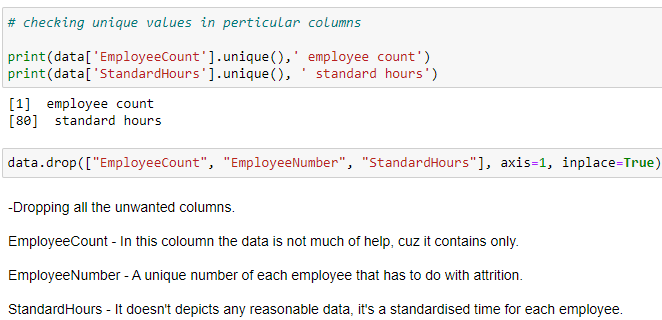 # checking unique values in perticular columns
print(data['EmployeeCount'].unique(),' employee count')
print(data['StandardHours'].unique(), ' standard hours')
[1]  employee count
[80]  standard hours
data.drop(["EmployeeCount", "EmployeeNumber", "StandardHours"], axis=1, inplace=True)
-Dropping all the unwanted columns.
EmployeeCount - In this coloumn the data is not much of help, cuz it contains only.
EmployeeNumber - A unique number of each employee that has to do with attrition.
StandardHours - It doesn't depicts any reasonable data, it's a standardised time for each employee.